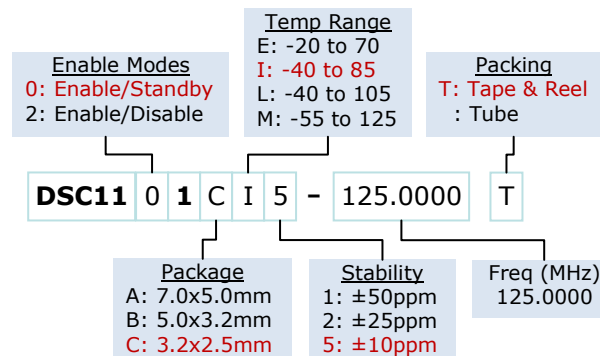 Enable Modes
0: Enable/Standby
2: Enable/Disable
Temp Range
E: -20 to 70
I: -40 to 85
L: -40 to 105
M: -55 to 125
Packing
T: Tape & Reel
: Tube
DSC11 0 1 C I 5 - 125.0000 T
Package
A: 7.0x5.0mm
B: 5.0x3.2mm
C: 3.2x2.5mm
Stability
1: ±50ppm
2: ±25ppm
5: ±10ppm
Freq (MHz)
125.0000